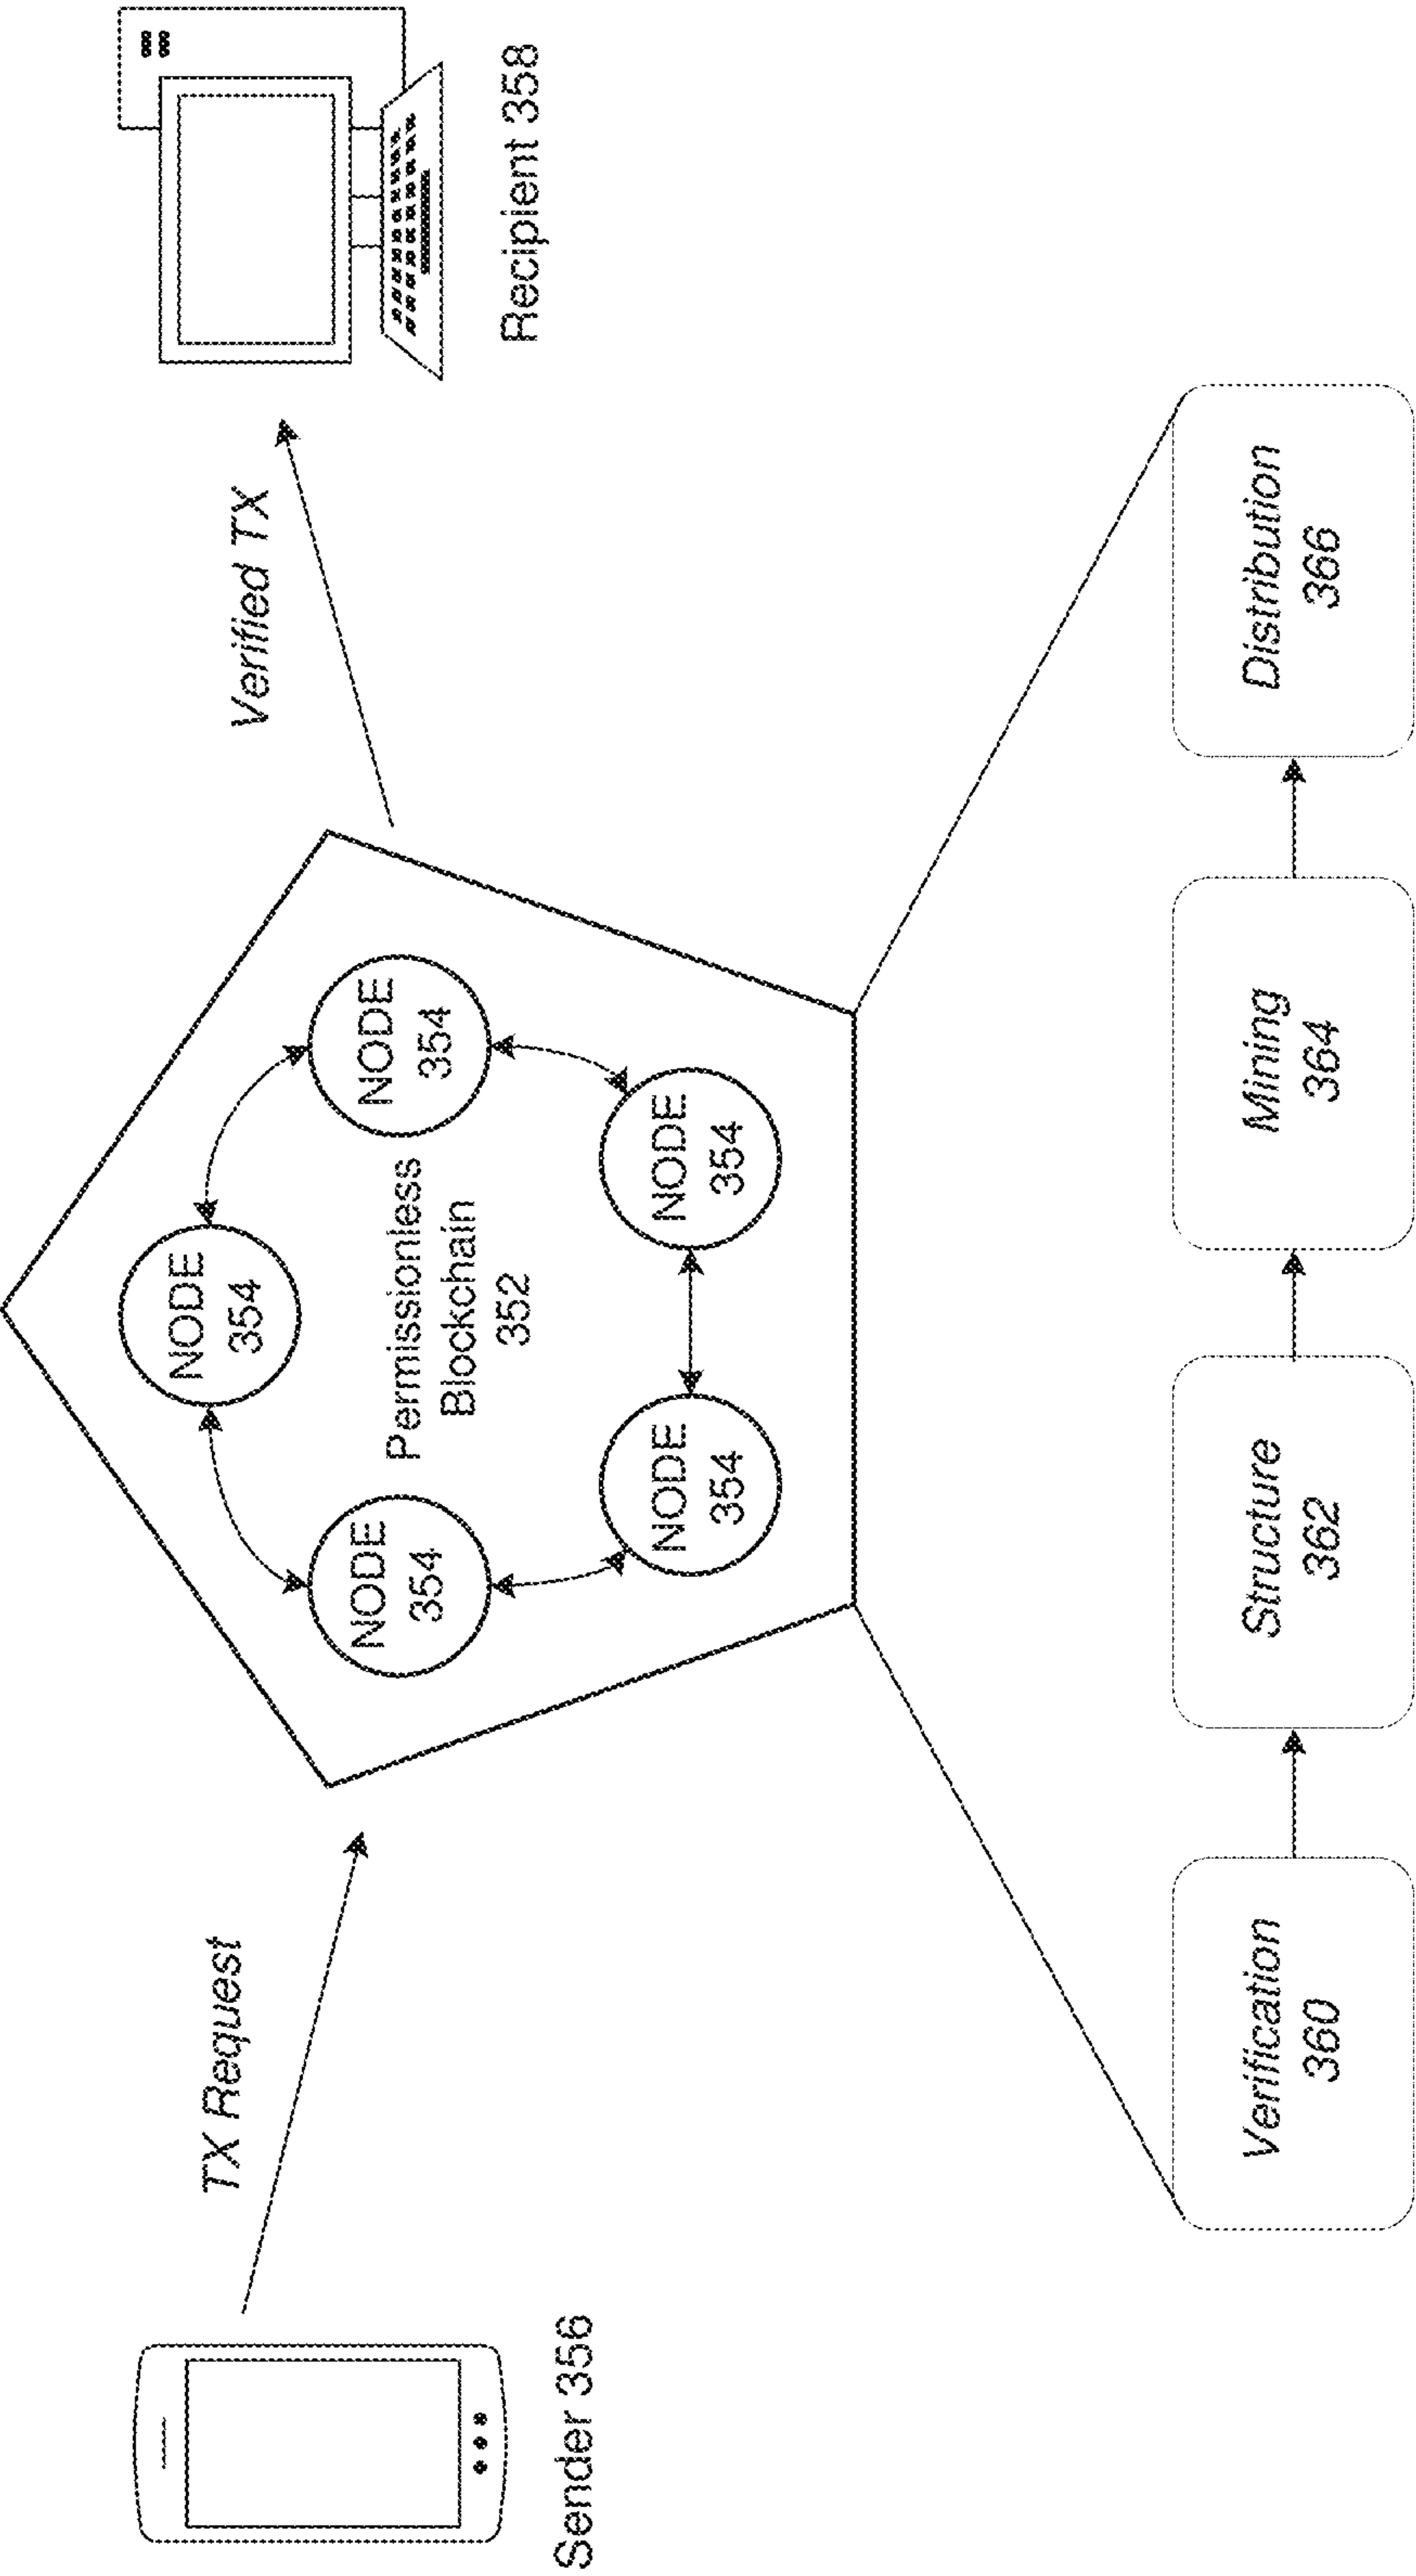 TX Request
Verified TX
Sender 356
Recipient 358
NODE
354
NODE
354
NODE
354
Permissionless
Blockchain
352
NODE
354
NODE
354
Verification
360
Structure
362
Mining
364
Distribution
366